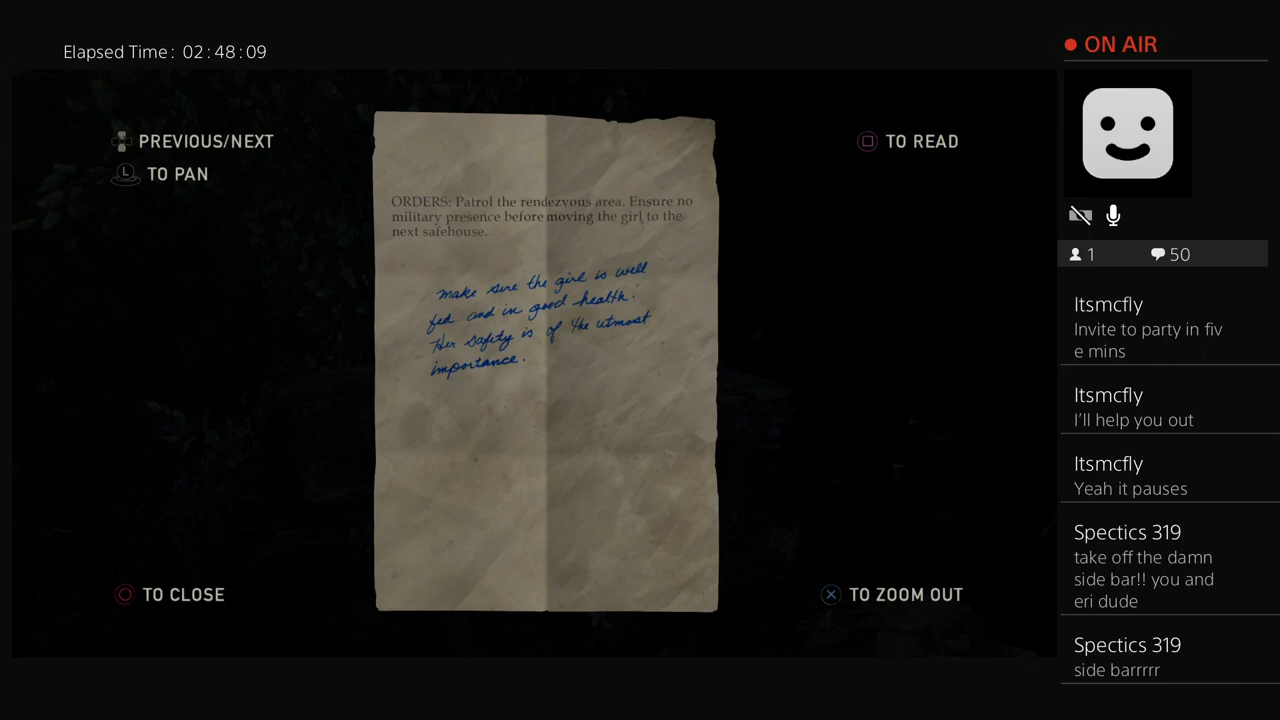 Elapsed Time: 02:48:09
ON AIR
PREVIOUS/NEXT
L TO PAN
TO READ
ORDERS: Patrol the rendezvous area. Ensure no
military presence before moving the girl to the
next safehouse.
make sure the girl is well
fed and in good health.
Her safety is of the utmost
importance.
TO CLOSE
TO ZOOM OUT
1 50
Itsmcfly
Invite to party in fiv
e mins
Itsmcfly
I'll help you out
Itsmcfly
Yeah it pauses
Spectics 319
take off the damn
side bar!! you and
eri dude
Spectics 319
side barrrrr